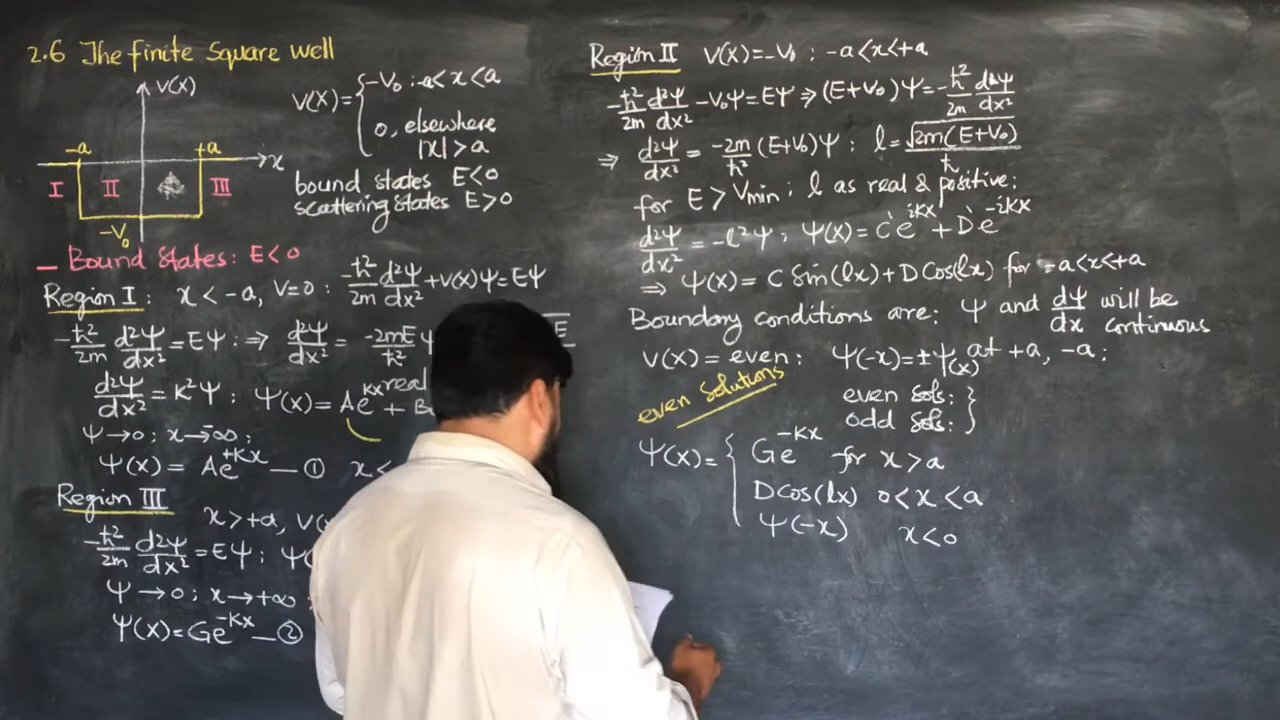 2.6 The finite Square well
V(x)
-a +a x
I II III
-V₀
V(x) = { -V₀ ; -a < x < a
0, elsewhere
|x| > a
bound states E<0
scattering states E>0
— Bound States: E<0
Region I : x < -a, V=0 : -ℏ²/2m d²ψ/dx² + V(x)ψ = Eψ
-ℏ²/2m d²ψ/dx² = Eψ ; ⇒ d²ψ/dx² = -2mE/ℏ² ψ
d²ψ/dx² = K²ψ ; ψ(x) = Ae^{Kx} + B real
ψ→0 ; x→-∞ ;
ψ(x) = Ae^{+Kx} — ① x<
Region III x>+a, V(x
-ℏ²/2m d²ψ/dx² = Eψ ; ψ(
ψ→0 ; x→+∞ ;
ψ(x) = Ge^{-Kx} — ②
Region II V(x)=-V₀ : -a<x<+a
-ℏ²/2m d²ψ/dx² - V₀ψ = Eψ ⇒ (E+V₀)ψ = -ℏ²/2m d²ψ/dx²
⇒ d²ψ/dx² = -2m/ℏ² (E+V₀)ψ ; l = √2m(E+V₀)/ℏ
for E > Vmin ; l as real & positive ;
d²ψ/dx² = -l²ψ ; ψ(x) = C`e^{iKx} + D`e^{-iKx}
⇒ ψ(x) = C Sin(lx) + D Cos(lx) for -a<x<+a
Boundary conditions are: ψ and dψ/dx will be continuous
V(x) = even : ψ(-x) = ±ψ(x) at +a, -a ;
even solutions
even sols:
odd sols: }
ψ(x) = { Ge^{-Kx} for x>a
D Cos(lx) 0<x<a
ψ(-x) x<0